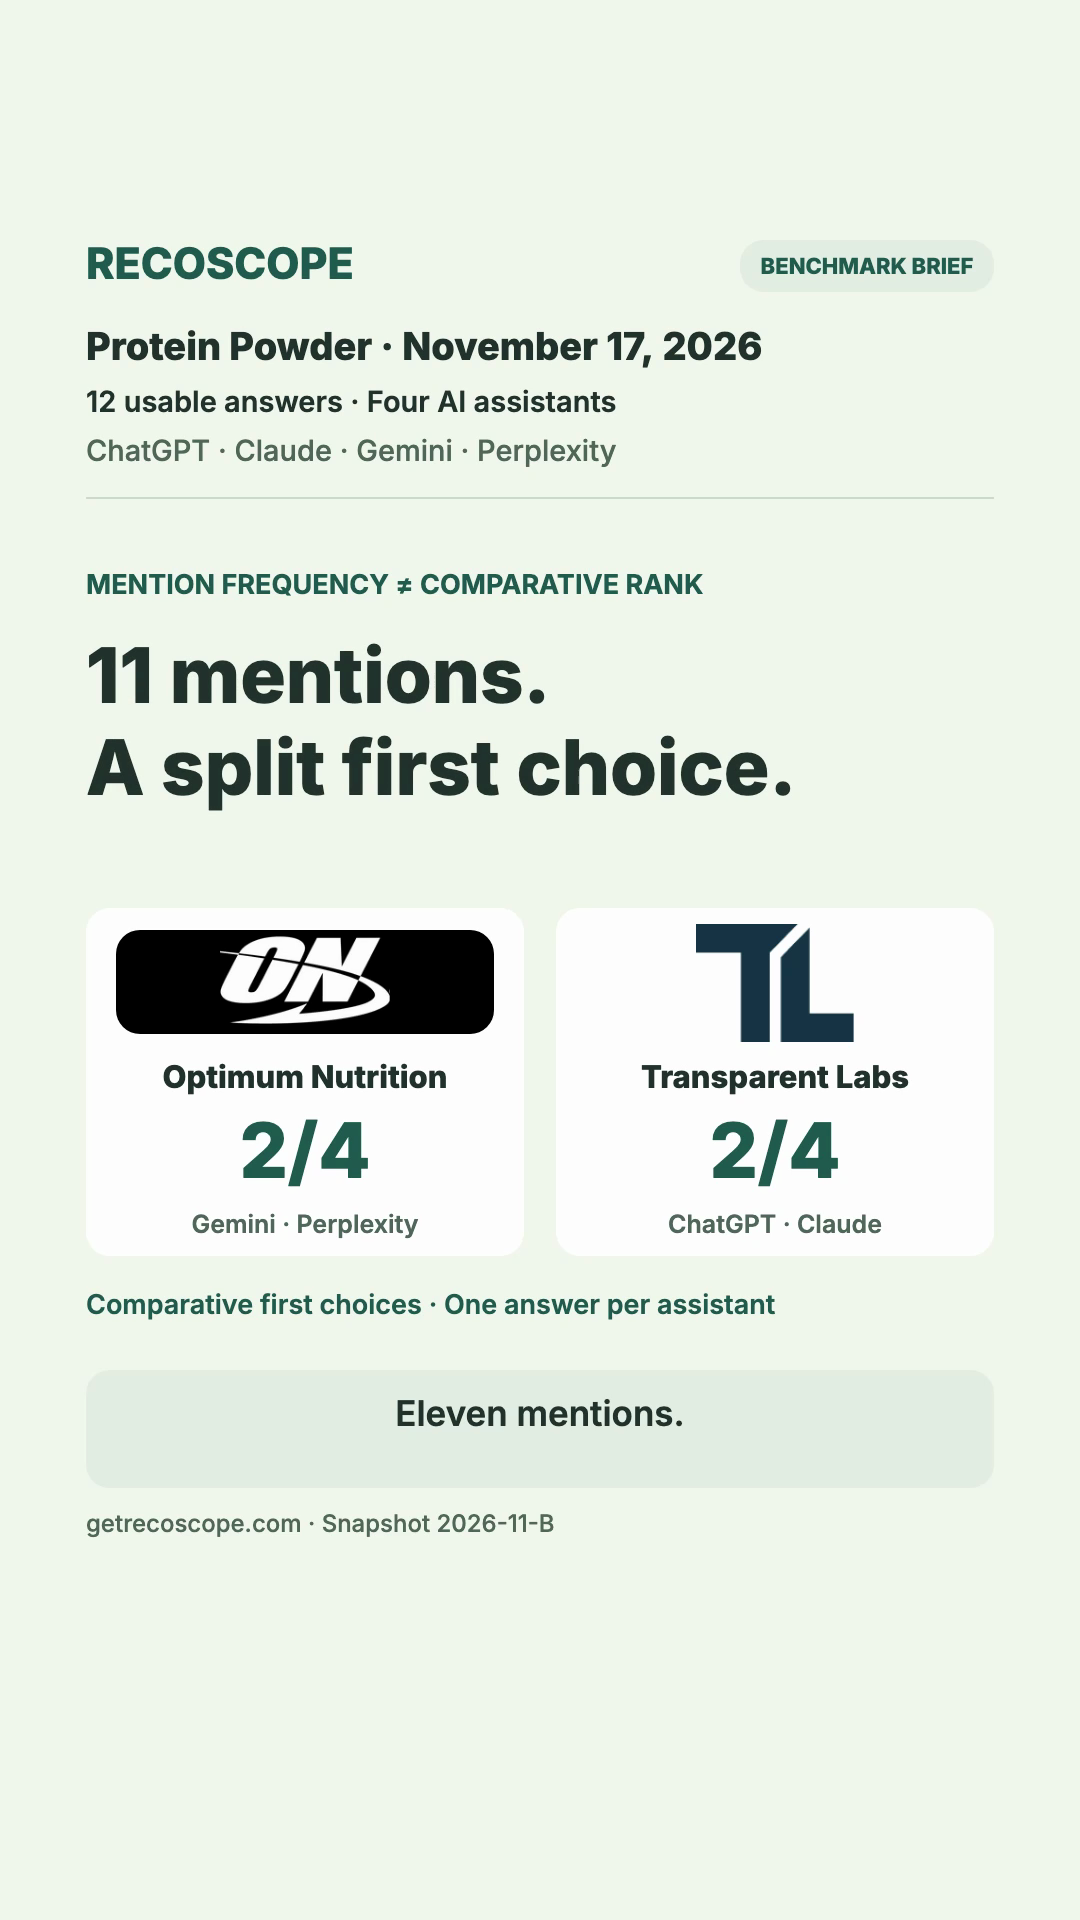 RECOSCOPE
BENCHMARK BRIEF
Protein Powder · November 17, 2026
12 usable answers · Four AI assistants
ChatGPT · Claude · Gemini · Perplexity
MENTION FREQUENCY ≠ COMPARATIVE RANK
11 mentions.
A split first choice.
ON
Optimum Nutrition
2/4
Gemini · Perplexity
TL
Transparent Labs
2/4
ChatGPT · Claude
Comparative first choices · One answer per assistant
Eleven mentions.
getrecoscope.com · Snapshot 2026-11-B